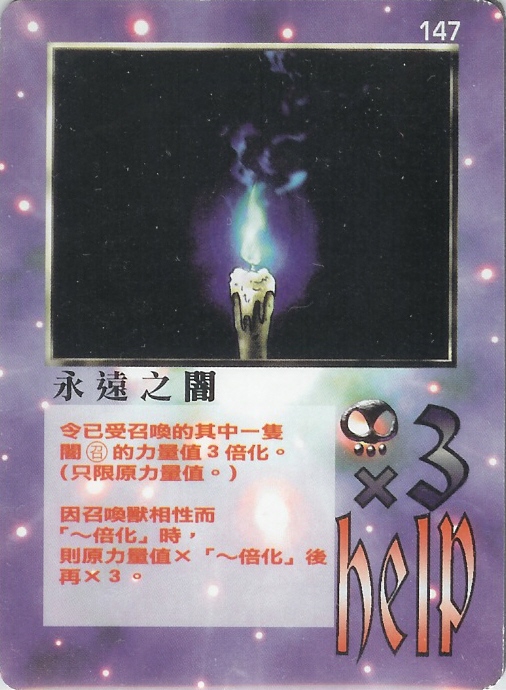 147
永遠之闇
令已受召喚的其中一隻
闇㊂的力量值3倍化。
(只限原力量值。)
因召喚獸相性而
「～倍化」時，
則原力量值×「～倍化」後
再×3。
×3
help